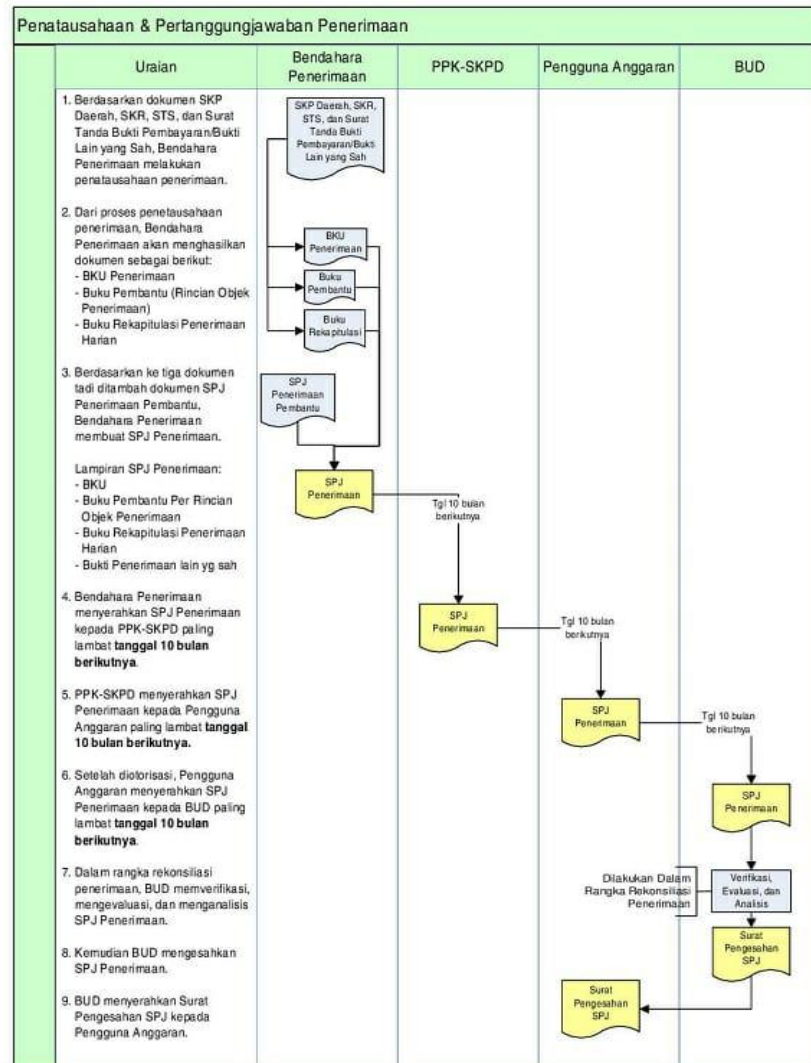 Penatausahaan & Pertanggungjawaban Penerimaan
Uraian
Bendahara
Penerimaan
PPK-SKPD
Pengguna Anggaran
BUD
1. Berdasarkan dokumen SKP
Daerah, SKR, STS, dan Surat
Tanda Bukti Pembayaran/Bukti
Lain yang Sah, Bendahara
Penerimaan melakukan
penatausahaan penerimaan.
2. Dari proses penetausahaan
penerimaan, Bendahara
Penerimaan akan menghasilkan
dokumen sebagai berikut:
- BKU Penerimaan
- Buku Pembantu (Rincian Objek
Penerimaan)
- Buku Rekapitulasi Penerimaan
Harian
3. Berdasarkan ke tiga dokumen
tadi ditambah dokumen SPJ
Penerimaan Pembantu,
Bendahara Penerimaan
membuat SPJ Penerimaan.
Lampiran SPJ Penerimaan:
- BKU
- Buku Pembantu Per Rincian
Objek Penerimaan
- Buku Rekapitulasi Penerimaan
Harian
- Bukti Penerimaan lain yg sah
4. Bendahara Penerimaan
menyerahkan SPJ Penerimaan
kepada PPK-SKPD paling
lambat tanggal 10 bulan
berikutnya.
5. PPK-SKPD menyerahkan SPJ
Penerimaan kepada Pengguna
Anggaran paling lambat tanggal
10 bulan berikutnya.
6. Setelah diotorisasi, Pengguna
Anggaran menyerahkan SPJ
Penerimaan kepada BUD paling
lambat tanggal 10 bulan
berikutnya.
7. Dalam rangka rekonsiliasi
penerimaan, BUD memverifikasi,
mengevaluasi, dan menganalisis
SPJ Penerimaan.
8. Kemudian BUD mengesahkan
SPJ Penerimaan.
9. BUD menyerahkan Surat
Pengesahan SPJ kepada
Pengguna Anggaran.
SKP Daerah, SKR,
STS, dan Surat
Tanda Bukti
Pembayaran/Bukti
Lain yang Sah
BKU
Penerimaan
Buku
Pembantu
Buku
Rekapitulasi
SPJ
Penerimaan
Pembantu
SPJ
Penerimaan
Tgl 10 bulan
berikutnya
SPJ
Penerimaan
Tgl 10 bulan
berikutnya
SPJ
Penerimaan
Tgl 10 bulan
berikutnya
SPJ
Penerimaan
Dilakukan Dalam
Rangka Rekonsiliasi
Penerimaan
Verifikasi,
Evaluasi, dan
Analisis
Surat
Pengesahan
SPJ
Surat
Pengesahan
SPJ